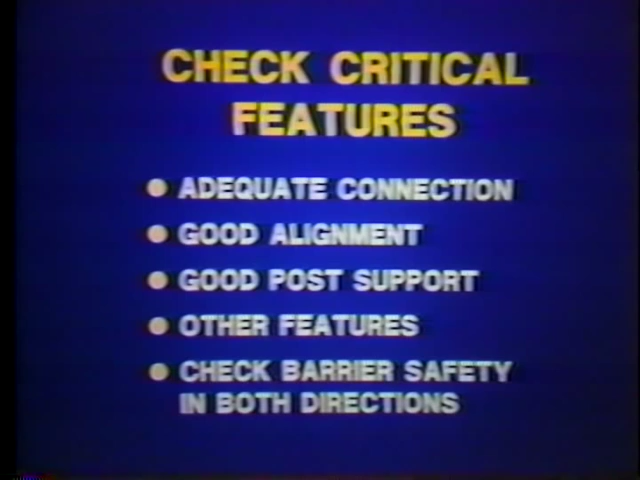 CHECK CRITICAL
FEATURES
● ADEQUATE CONNECTION
● GOOD ALIGNMENT
● GOOD POST SUPPORT
● OTHER FEATURES
● CHECK BARRIER SAFETY
IN BOTH DIRECTIONS